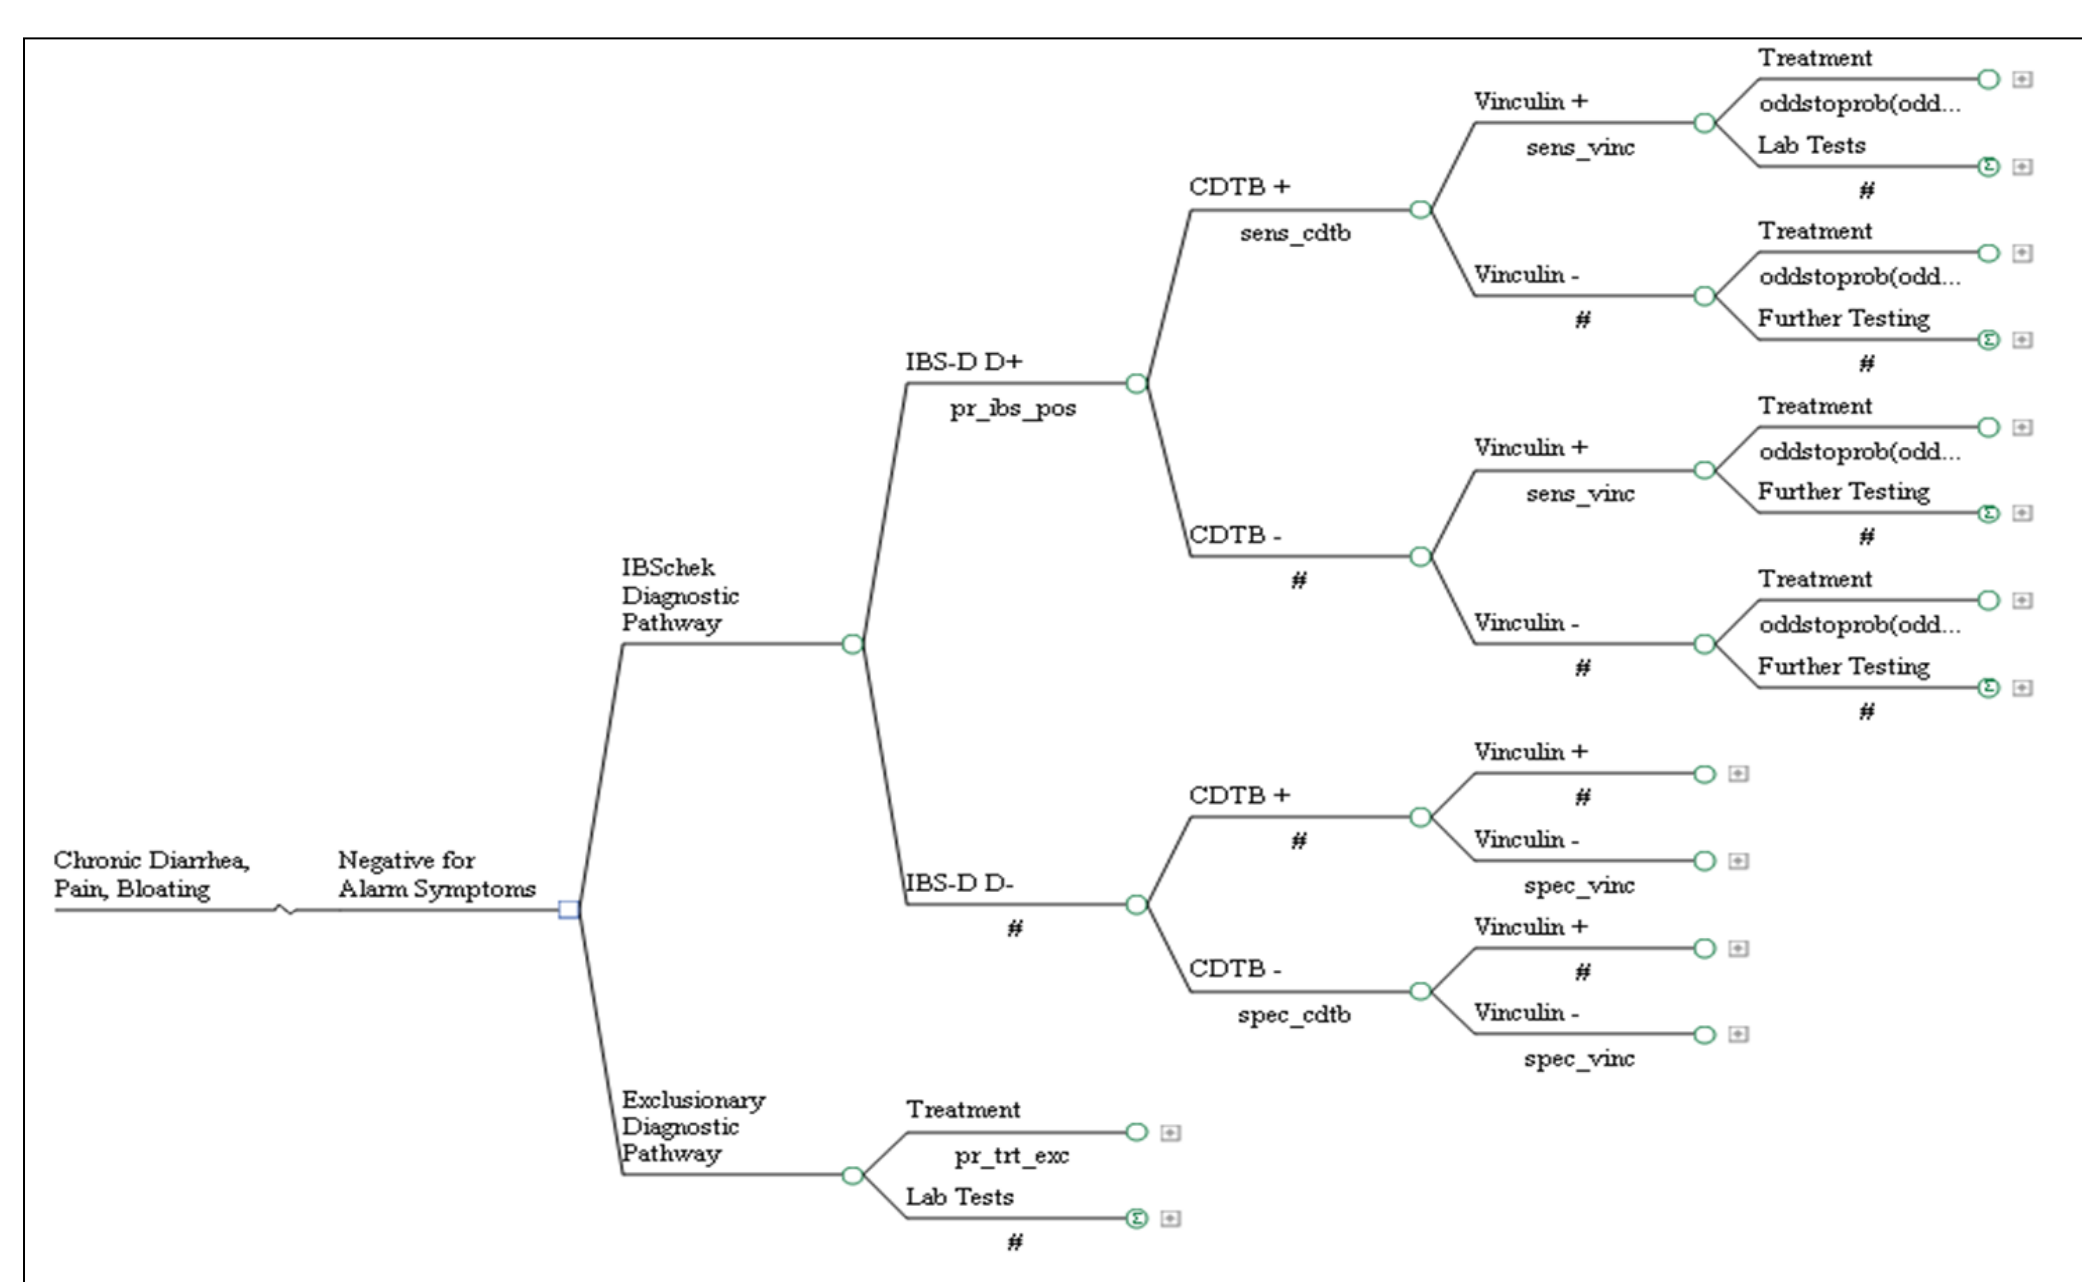 Treatment
oddstoprob(odd...
Vinculin +
sens_vinc
Lab Tests
#
CDTB +
sens_cdtb
Treatment
oddstoprob(odd...
Vinculin -
#
Further Testing
#
IBS-D D+
pr_ibs_pos
Treatment
oddstoprob(odd...
Vinculin +
sens_vinc
Further Testing
#
CDTB -
#
IBSchek
Diagnostic
Pathway
Treatment
oddstoprob(odd...
Vinculin -
#
Further Testing
#
Vinculin +
#
CDTB +
#
Vinculin -
spec_vinc
Chronic Diarrhea,
Pain, Bloating
Negative for
Alarm Symptoms
IBS-D D-
#
Vinculin +
#
CDTB -
spec_cdtb
Vinculin -
spec_vinc
Exclusionary
Diagnostic
Pathway
Treatment
pr_trt_exc
Lab Tests
#